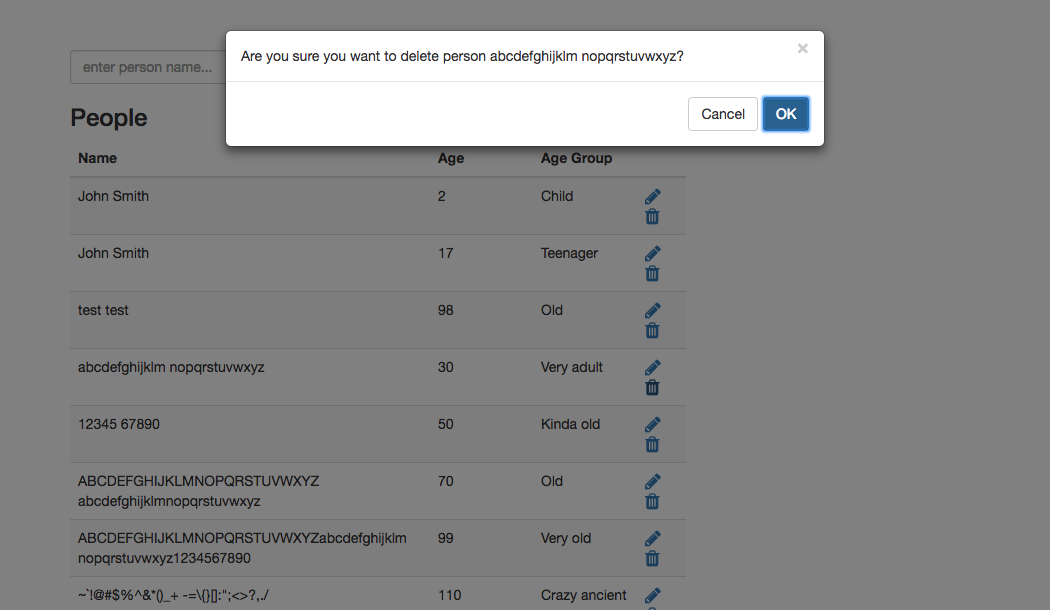 Are you sure you want to delete person abcdefghijklm nopqrstuvwxyz?
×
Cancel OK
enter person name...
People
Name Age Age Group
John Smith 2 Child
John Smith 17 Teenager
test test 98 Old
abcdefghijklm nopqrstuvwxyz 30 Very adult
12345 67890 50 Kinda old
ABCDEFGHIJKLMNOPQRSTUVWXYZ 70 Old
abcdefghijklmnopqrstuvwxyz
ABCDEFGHIJKLMNOPQRSTUVWXYZabcdefghijklm 99 Very old
nopqrstuvwxyz1234567890
~`!@#$%^&*()_+ -=\{}[]:";<>?,./ 110 Crazy ancient